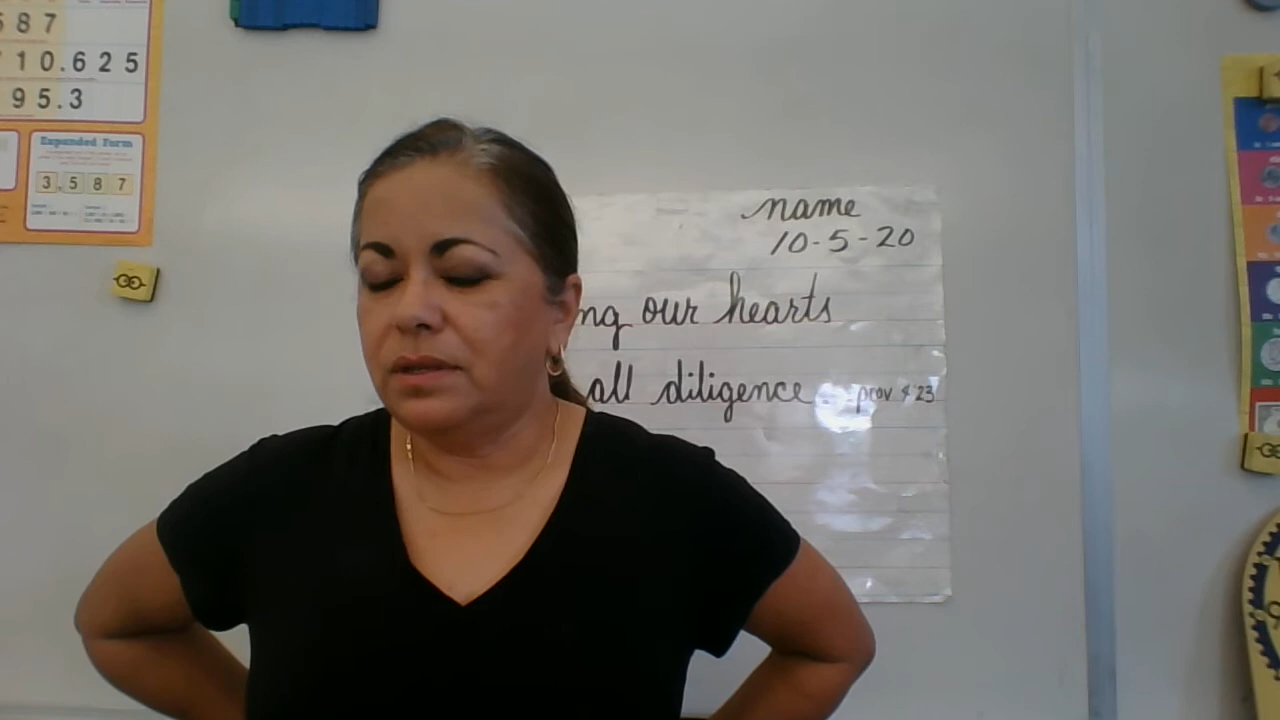 587
10.625
95.3
Expanded Form
3,587
name
10-5-20
ng our hearts
all diligence prov 4:23